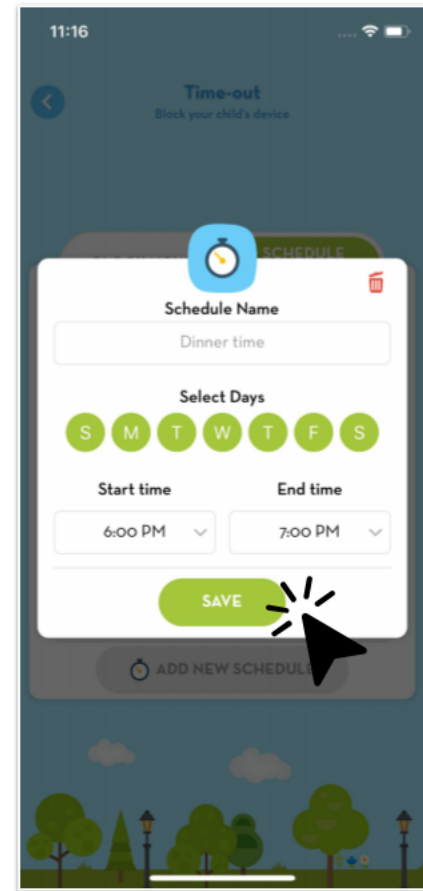 11:16
Time-out
Block your child's device
SCHEDULE
Schedule Name
Dinner time
Select Days
S M T W T F S
Start time End time
6:00 PM 7:00 PM
SAVE
ADD NEW SCHEDULE